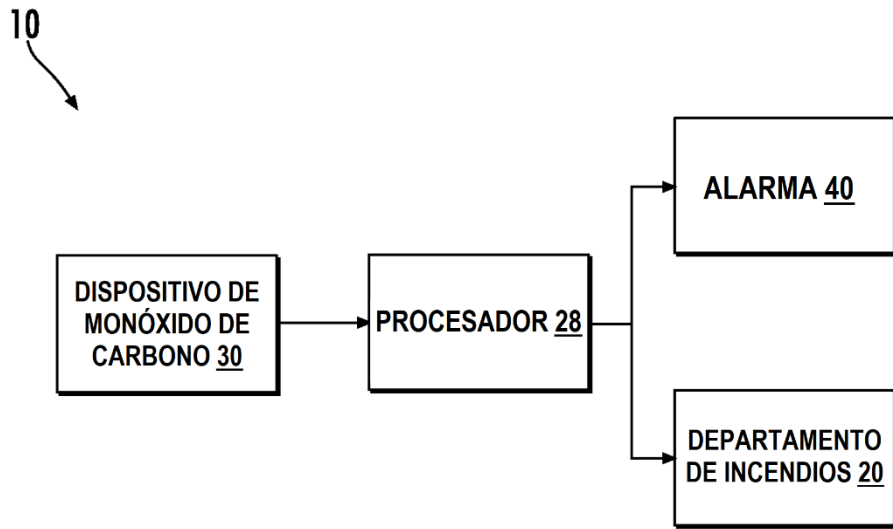 10
DISPOSITIVO DE
MONÓXIDO DE
CARBONO 30
PROCESADOR 28
ALARMA 40
DEPARTAMENTO
DE INCENDIOS 20